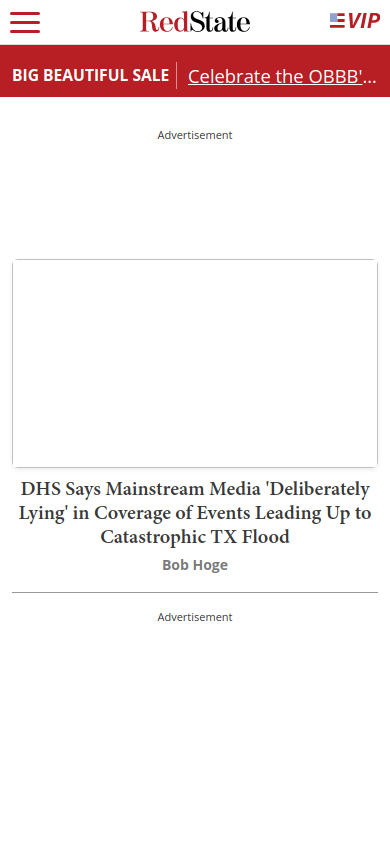 RedState
VIP
BIG BEAUTIFUL SALE
Celebrate the OBBB'...
Advertisement
DHS Says Mainstream Media 'Deliberately
Lying' in Coverage of Events Leading Up to
Catastrophic TX Flood
Bob Hoge
Advertisement